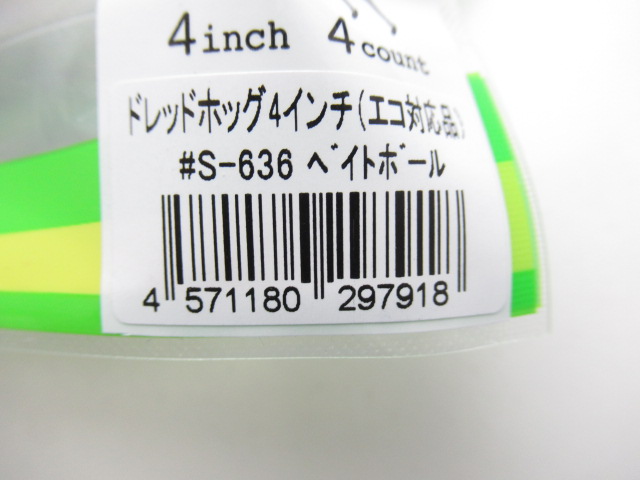 4inch 4count
ドレッドホッグ4インチ(エコ対応品)
#S-636 ベイトボール
4 571180 297918